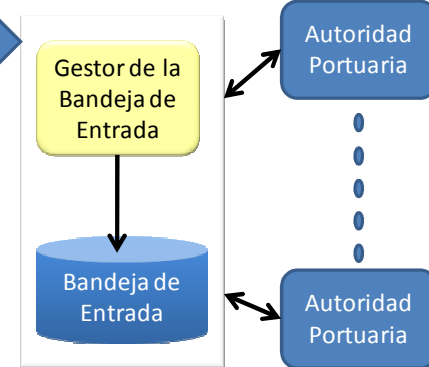 Autoridad
Portuaria
Gestor de la
Bandeja de
Entrada
Bandeja de
Entrada
Autoridad
Portuaria